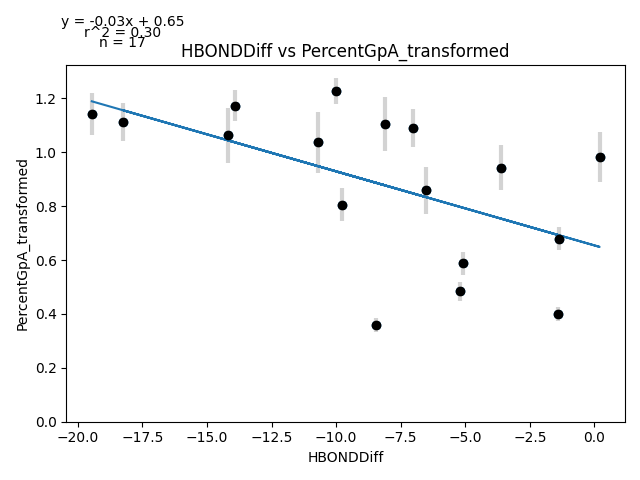 y = -0.03x + 0.65
r^2 = 0.30
n = 17
HBONDDiff vs PercentGpA_transformed
PercentGpA_transformed
1.2
1.0
0.8
0.6
0.4
0.2
0.0
−20.0 −17.5 −15.0 −12.5 −10.0 −7.5 −5.0 −2.5 0.0
HBONDDiff